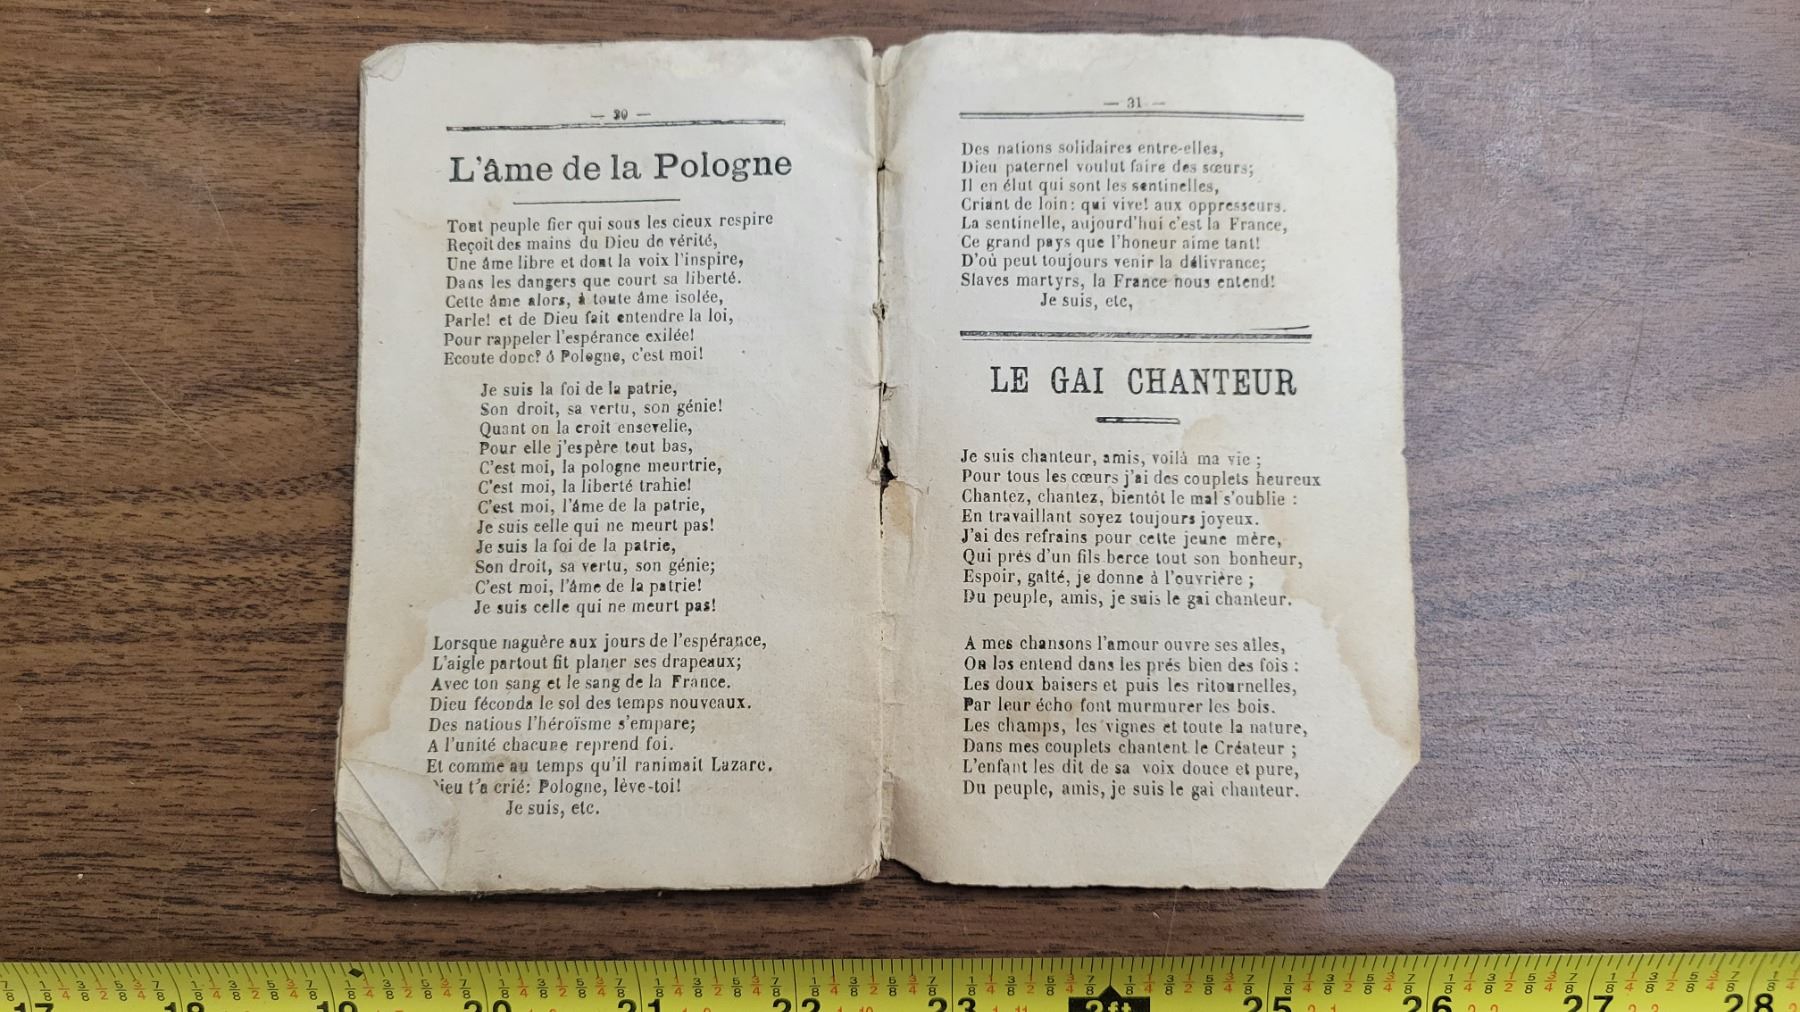 — 30 —
L'âme de la Pologne
Tout peuple fier qui sous les cieux respire
Reçoit des mains du Dieu de vérité,
Une âme libre et dont la voix l'inspire,
Dans les dangers que court sa liberté.
Cette âme alors, à toute âme isolée,
Parle! et de Dieu fait entendre la loi,
Pour rappeler l'espérance exilée!
Ecoute donc? ô Pologne, c'est moi!
Je suis la foi de la patrie,
Son droit, sa vertu, son génie!
Quant on la croit ensevelie,
Pour elle j'espère tout bas,
C'est moi, la pologne meurtrie,
C'est moi, la liberté trahie!
C'est moi, l'âme de la patrie,
Je suis celle qui ne meurt pas!
Je suis la foi de la patrie,
Son droit, sa vertu, son génie;
C'est moi, l'âme de la patrie!
Je suis celle qui ne meurt pas!
Lorsque naguère aux jours de l'espérance,
L'aigle partout fit planer ses drapeaux;
Avec ton sang et le sang de la France.
Dieu féconda le sol des temps nouveaux.
Des nations l'héroïsme s'empare;
A l'unité chacune reprend foi.
Et comme au temps qu'il ranimait Lazare.
Dieu t'a crié: Pologne, lève-toi!
Je suis, etc.
— 31 —
Des nations solidaires entre-elles,
Dieu paternel voulut faire des sœurs;
Il en élut qui sont les sentinelles,
Criant de loin: qui vive! aux oppresseurs.
La sentinelle, aujourd'hui c'est la France,
Ce grand pays que l'honeur aime tant!
D'où peut toujours venir la délivrance;
Slaves martyrs, la France nous entend!
Je suis, etc,
LE GAI CHANTEUR
Je suis chanteur, amis, voilà ma vie ;
Pour tous les cœurs j'ai des couplets heureux
Chantez, chantez, bientôt le mal s'oublie :
En travaillant soyez toujours joyeux.
J'ai des refrains pour cette jeune mère,
Qui prés d'un fils berce tout son bonheur,
Espoir, gaîté, je donne à l'ouvrière ;
Du peuple, amis, je suis le gai chanteur.
A mes chansons l'amour ouvre ses ailes,
On les entend dans les prés bien des fois :
Les doux baisers et puis les ritournelles,
Par leur écho font murmurer les bois.
Les champs, les vignes et toute la nature,
Dans mes couplets chantent le Créateur ;
L'enfant les dit de sa voix douce et pure,
Du peuple, amis, je suis le gai chanteur.
17 18 19 20 21 22 23 2ft 25 26 27 28